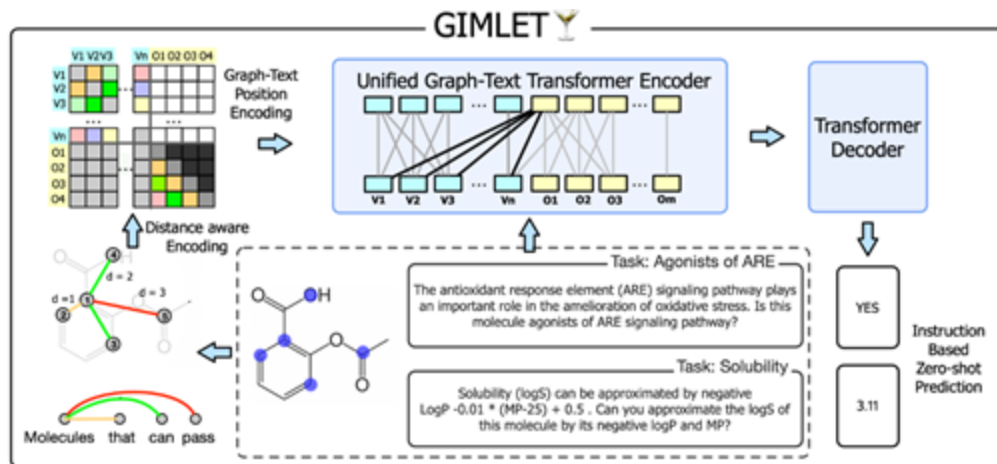 GIMLET
V1 V2 V3 Vn O1 O2 O3 O4
V1
V2
V3
...
...
Vn
O1
O2
O3
O4
...
...
Graph-Text
Position
Encoding
Unified Graph-Text Transformer Encoder
... ...
... ...
V1 V2 V3 Vn O1 O2 O3 Om
Transformer
Decoder
Distance aware
Encoding
4
d = 2
d =1
1
d = 3
2
5
3
Molecules that can pass
O
OH
O
O
Task: Agonists of ARE
The antioxidant response element (ARE) signaling pathway plays
an important role in the amelioration of oxidative stress. Is this
molecule agonists of ARE signaling pathway?
Task: Solubility
Solubility (logS) can be approximated by negative
LogP -0.01 * (MP-25) + 0.5 . Can you approximate the logS of
this molecule by its negative logP and MP?
YES
3.11
Instruction
Based
Zero-shot
Prediction